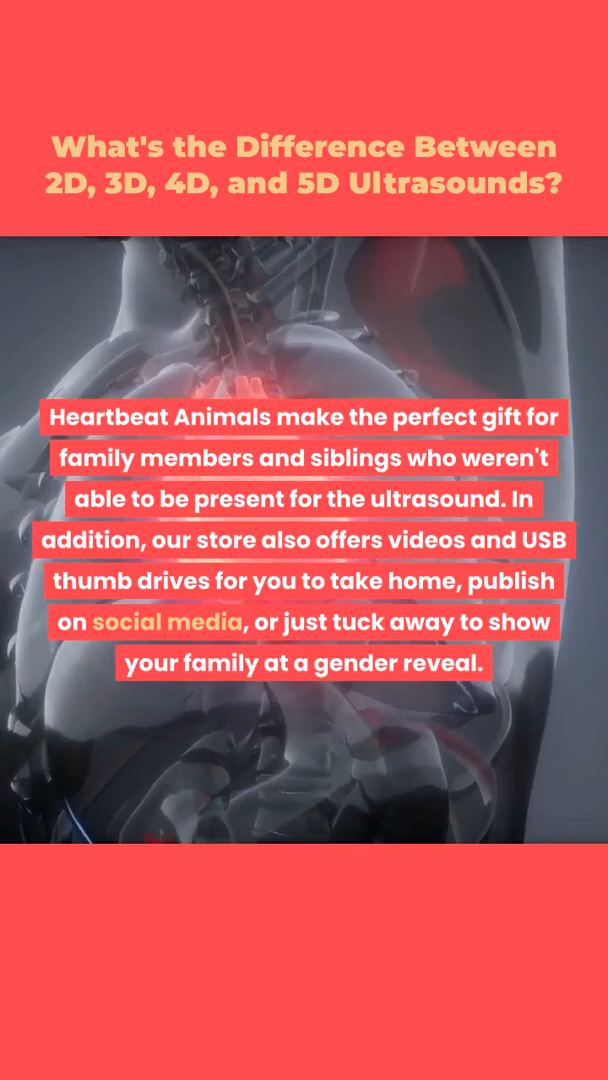 What's the Difference Between
2D, 3D, 4D, and 5D Ultrasounds?
Heartbeat Animals make the perfect gift for
family members and siblings who weren't
able to be present for the ultrasound. In
addition, our store also offers videos and USB
thumb drives for you to take home, publish
on social media, or just tuck away to show
your family at a gender reveal.